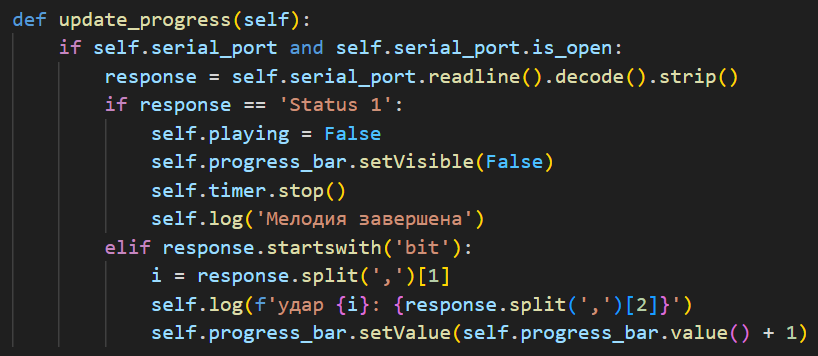 def update_progress(self):
    if self.serial_port and self.serial_port.is_open:
        response = self.serial_port.readline().decode().strip()
        if response == 'Status 1':
            self.playing = False
            self.progress_bar.setVisible(False)
            self.timer.stop()
            self.log('Мелодия завершена')
        elif response.startswith('bit'):
            i = response.split(',')[1]
            self.log(f'удар {i}: {response.split(',')[2]}')
            self.progress_bar.setValue(self.progress_bar.value() + 1)